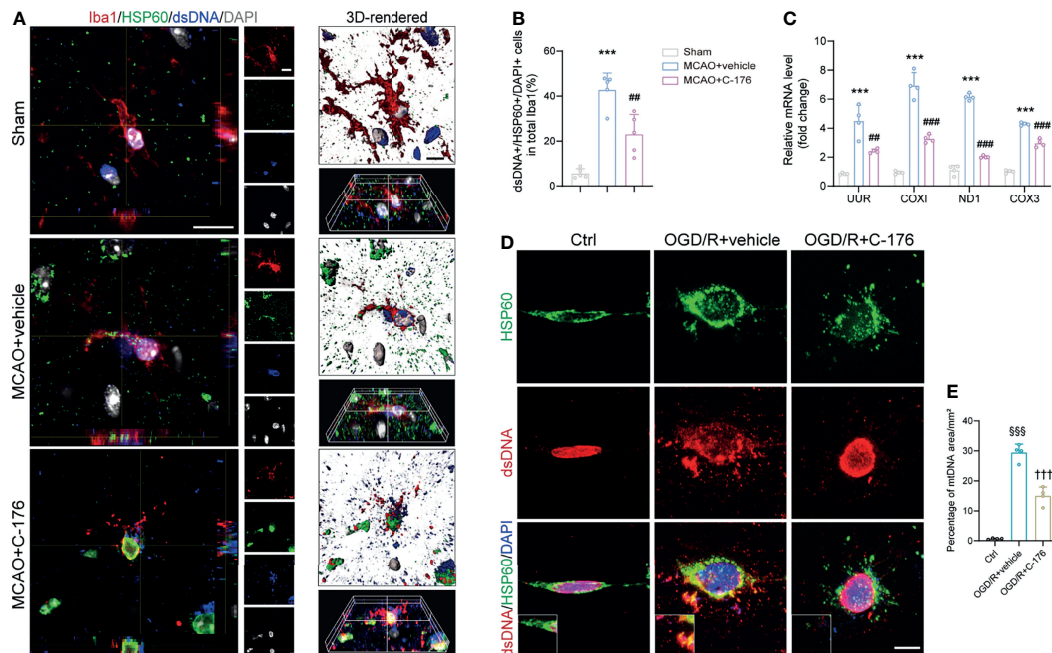 A
Iba1/HSP60/dsDNA/DAPI
3D-rendered
Sham
MCAO+vehicle
MCAO+C-176
B
dsDNA+/HSP60+/DAPI+ cells
in total Iba1(%)
60
40
20
0
***
##
Sham
MCAO+vehicle
MCAO+C-176
C
Relative mRNA level
(fold change)
10
8
6
4
2
0
***
##
***
###
***
###
***
###
UUR
COXI
ND1
COX3
D
Ctrl
OGD/R+vehicle
OGD/R+C-176
HSP60
dsDNA
dsDNA/HSP60/DAPI
E
Percentage of mtDNA area/mm²
40
30
20
10
0
§§§
†††
Ctrl
OGD/R+vehicle
OGD/R+C-176